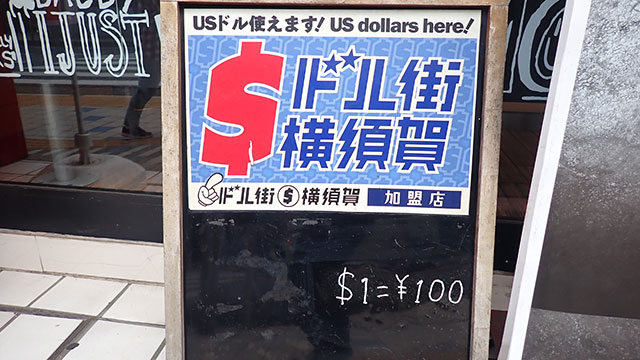 USドル使えます! US dollars here!
$ドル街
横須賀
ドル街$横須賀 加盟店
$1=¥100
IJUST